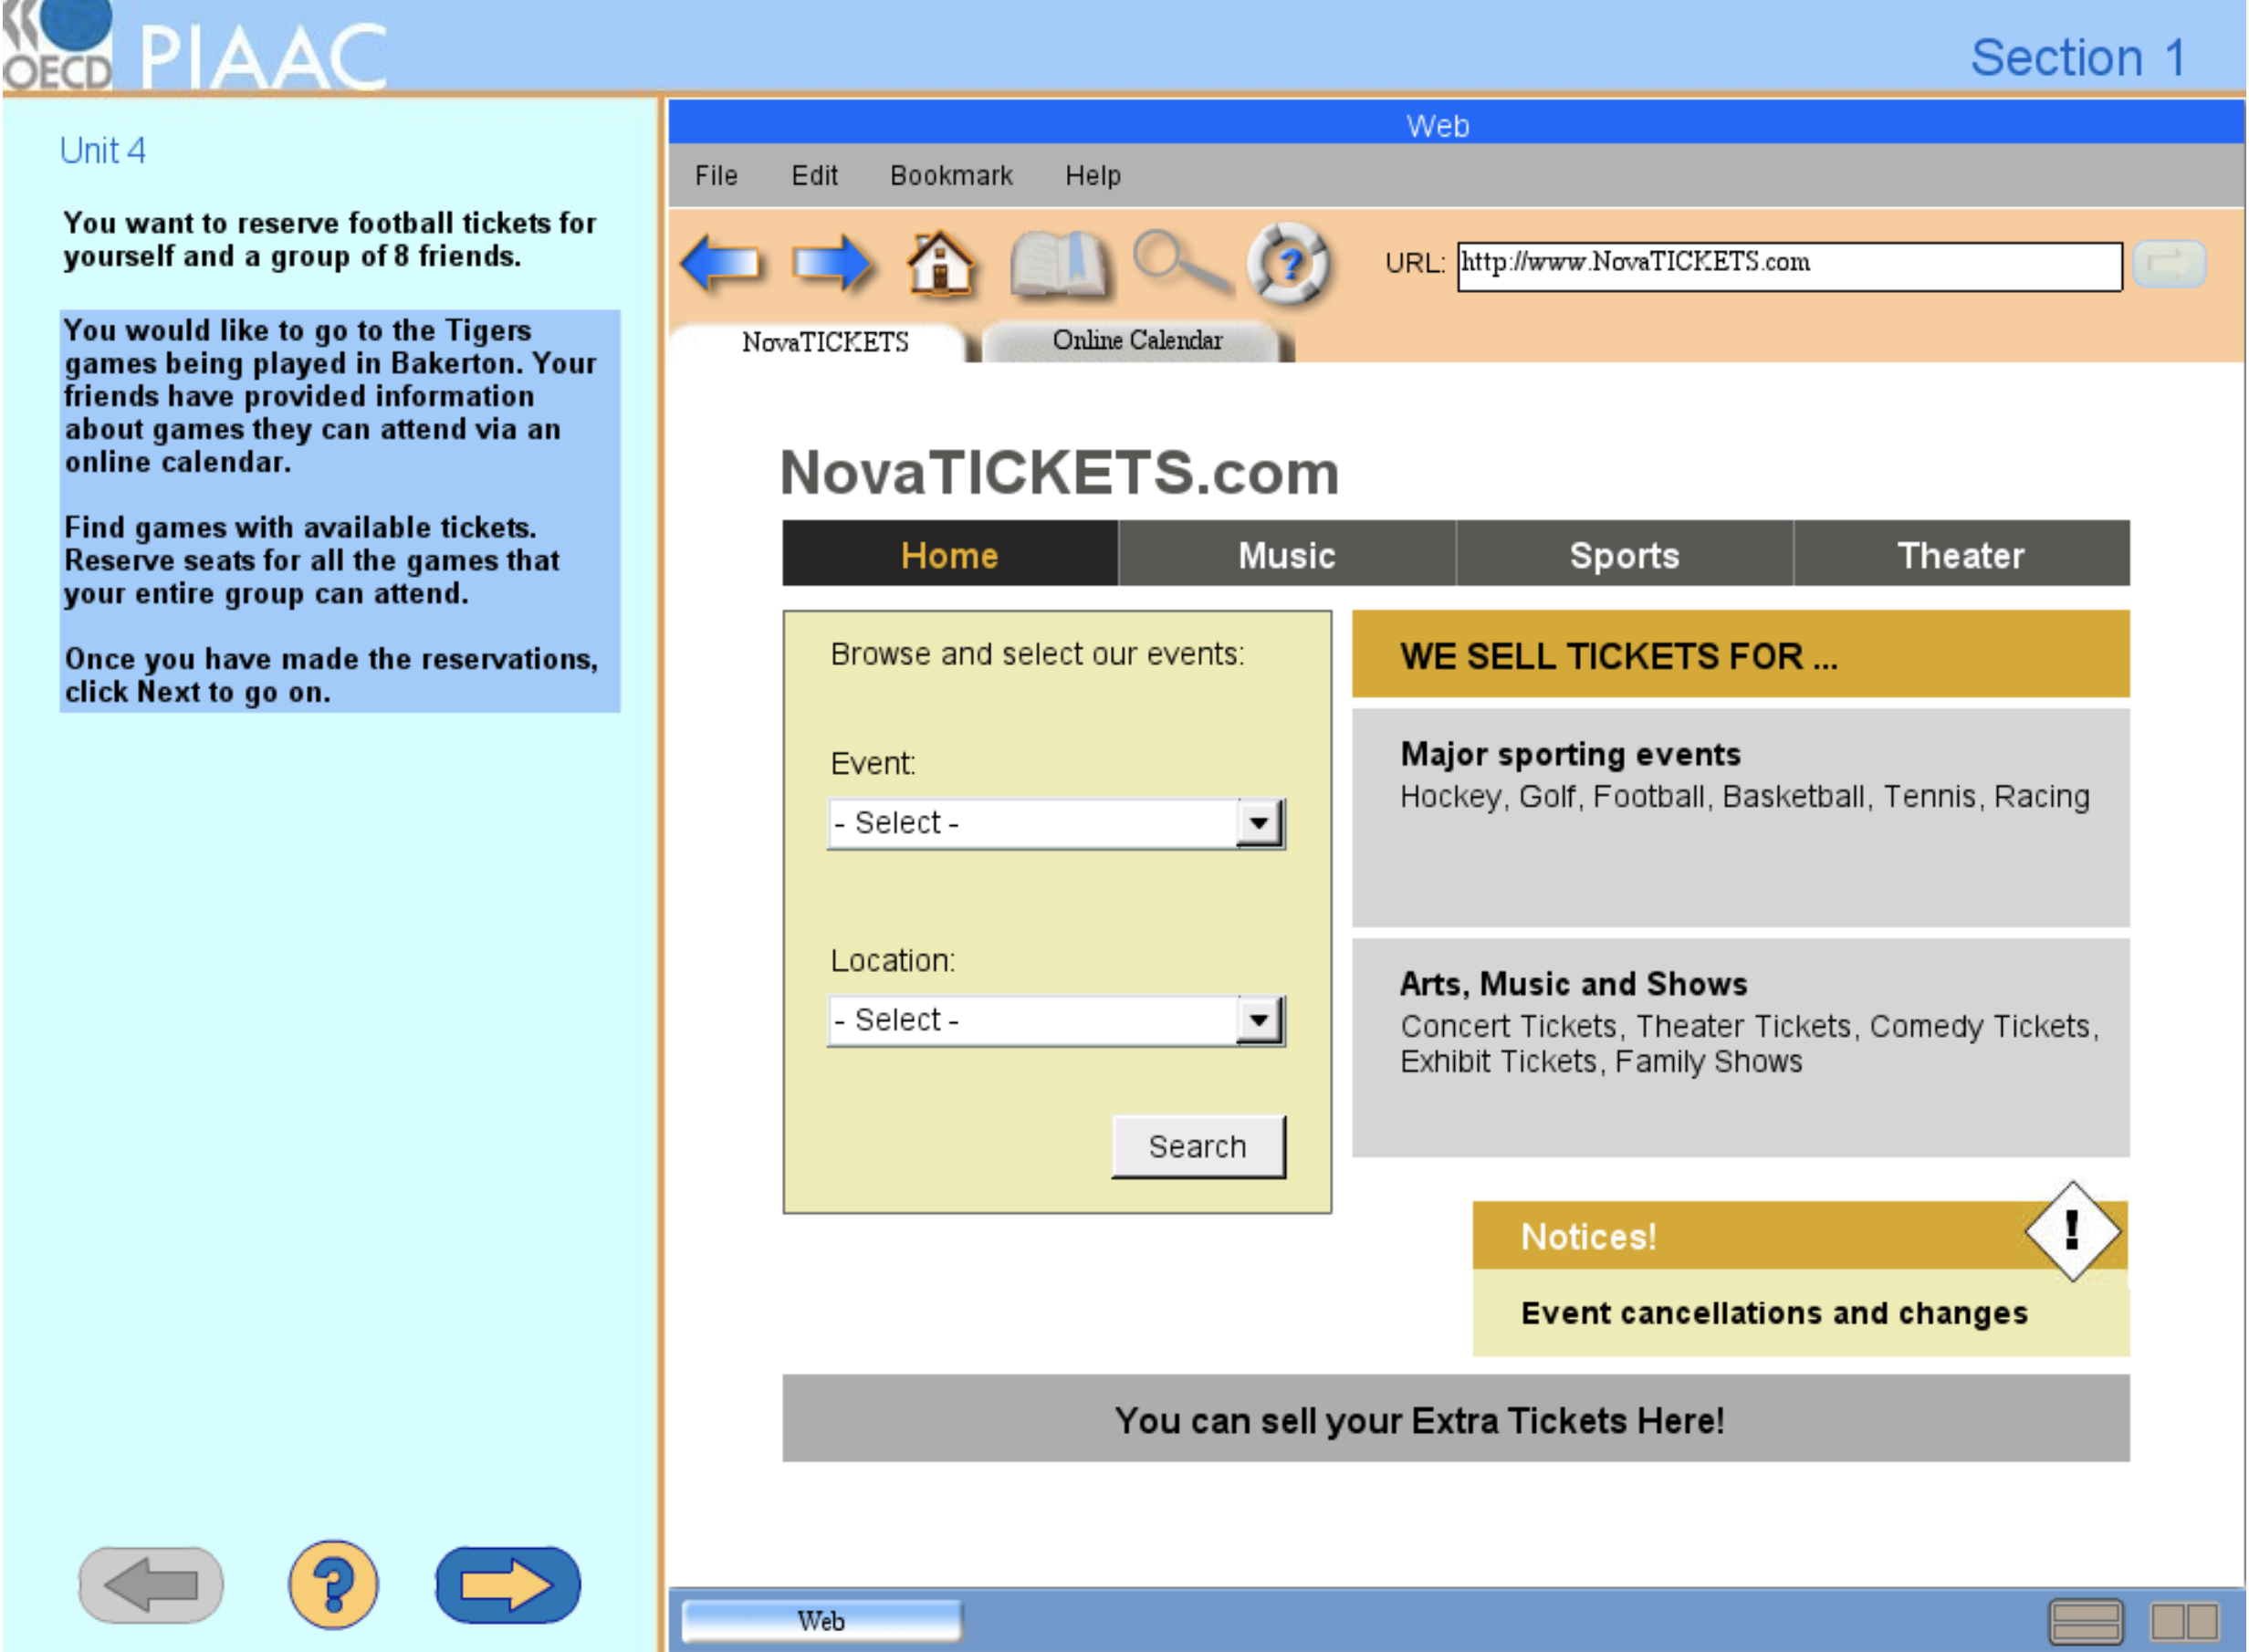 OECD PIAAC
Section 1
Unit 4
You want to reserve football tickets for
yourself and a group of 8 friends.
You would like to go to the Tigers
games being played in Bakerton. Your
friends have provided information
about games they can attend via an
online calendar.
Find games with available tickets.
Reserve seats for all the games that
your entire group can attend.
Once you have made the reservations,
click Next to go on.
?
Web
File Edit Bookmark Help
? URL: http://www.NovaTICKETS.com
NovaTICKETS Online Calendar
NovaTICKETS.com
Home Music Sports Theater
Browse and select our events:
Event:
- Select -
Location:
- Select -
Search
WE SELL TICKETS FOR ...
Major sporting events
Hockey, Golf, Football, Basketball, Tennis, Racing
Arts, Music and Shows
Concert Tickets, Theater Tickets, Comedy Tickets,
Exhibit Tickets, Family Shows
Notices! !
Event cancellations and changes
You can sell your Extra Tickets Here!
Web